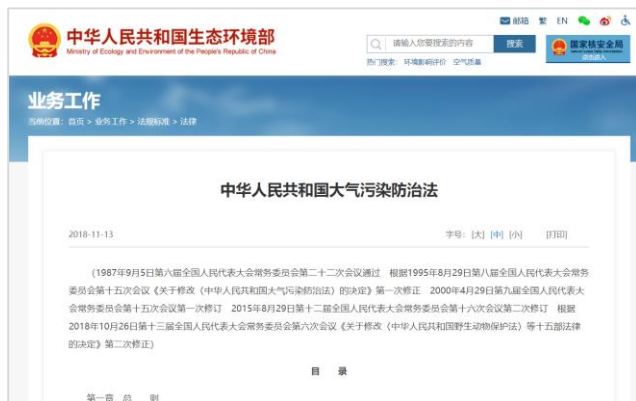 邮箱 繁 EN
中华人民共和国生态环境部
Ministry of Ecology and Environment of the People's Republic of China
请输入您要搜索的内容 搜索
热门搜索: 环境影响评价 空气质量
国家核安全局
点击进入
业务工作
当前位置: 首页 > 业务工作 > 法规标准 > 法律
中华人民共和国大气污染防治法
2018-11-13 字号: [大] [中] [小] [打印]
(1987年9月5日第六届全国人民代表大会常务委员会第二十二次会议通过 根据1995年8月29日第八届全国人民代表大会常务
委员会第十五次会议《关于修改〈中华人民共和国大气污染防治法〉的决定》第一次修正 2000年4月29日第九届全国人民代表大
会常务委员会第十五次会议第一次修订 2015年8月29日第十二届全国人民代表大会常务委员会第十六次会议第二次修订 根据
2018年10月26日第十三届全国人民代表大会常务委员会第六次会议《关于修改〈中华人民共和国野生动物保护法〉等十五部法律
的决定》第二次修正)
目 录
第一章 总 则